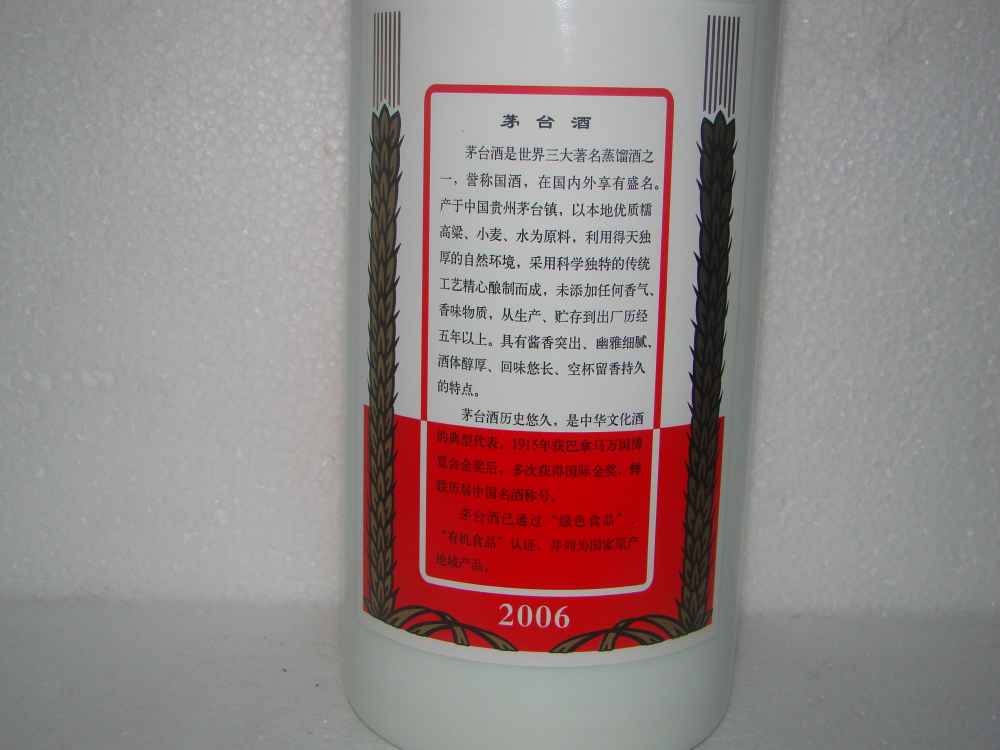 茅台酒
茅台酒是世界三大著名蒸馏酒之
一，誉称国酒，在国内外享有盛名。
产于中国贵州茅台镇，以本地优质糯
高粱、小麦、水为原料，利用得天独
厚的自然环境，采用科学独特的传统
工艺精心酿制而成，未添加任何香气、
香味物质，从生产、贮存到出厂历经
五年以上。具有酱香突出、幽雅细腻、
酒体醇厚、回味悠长、空杯留香持久
的特点。
茅台酒历史悠久，是中华文化酒
的典型代表，1915年获巴拿马万国博
览会金奖后，多次获得国际金奖，蝉
联历届中国名酒称号。
茅台酒已通过“绿色食品”
“有机食品”认证，并列为国家原产
地域产品。
2006